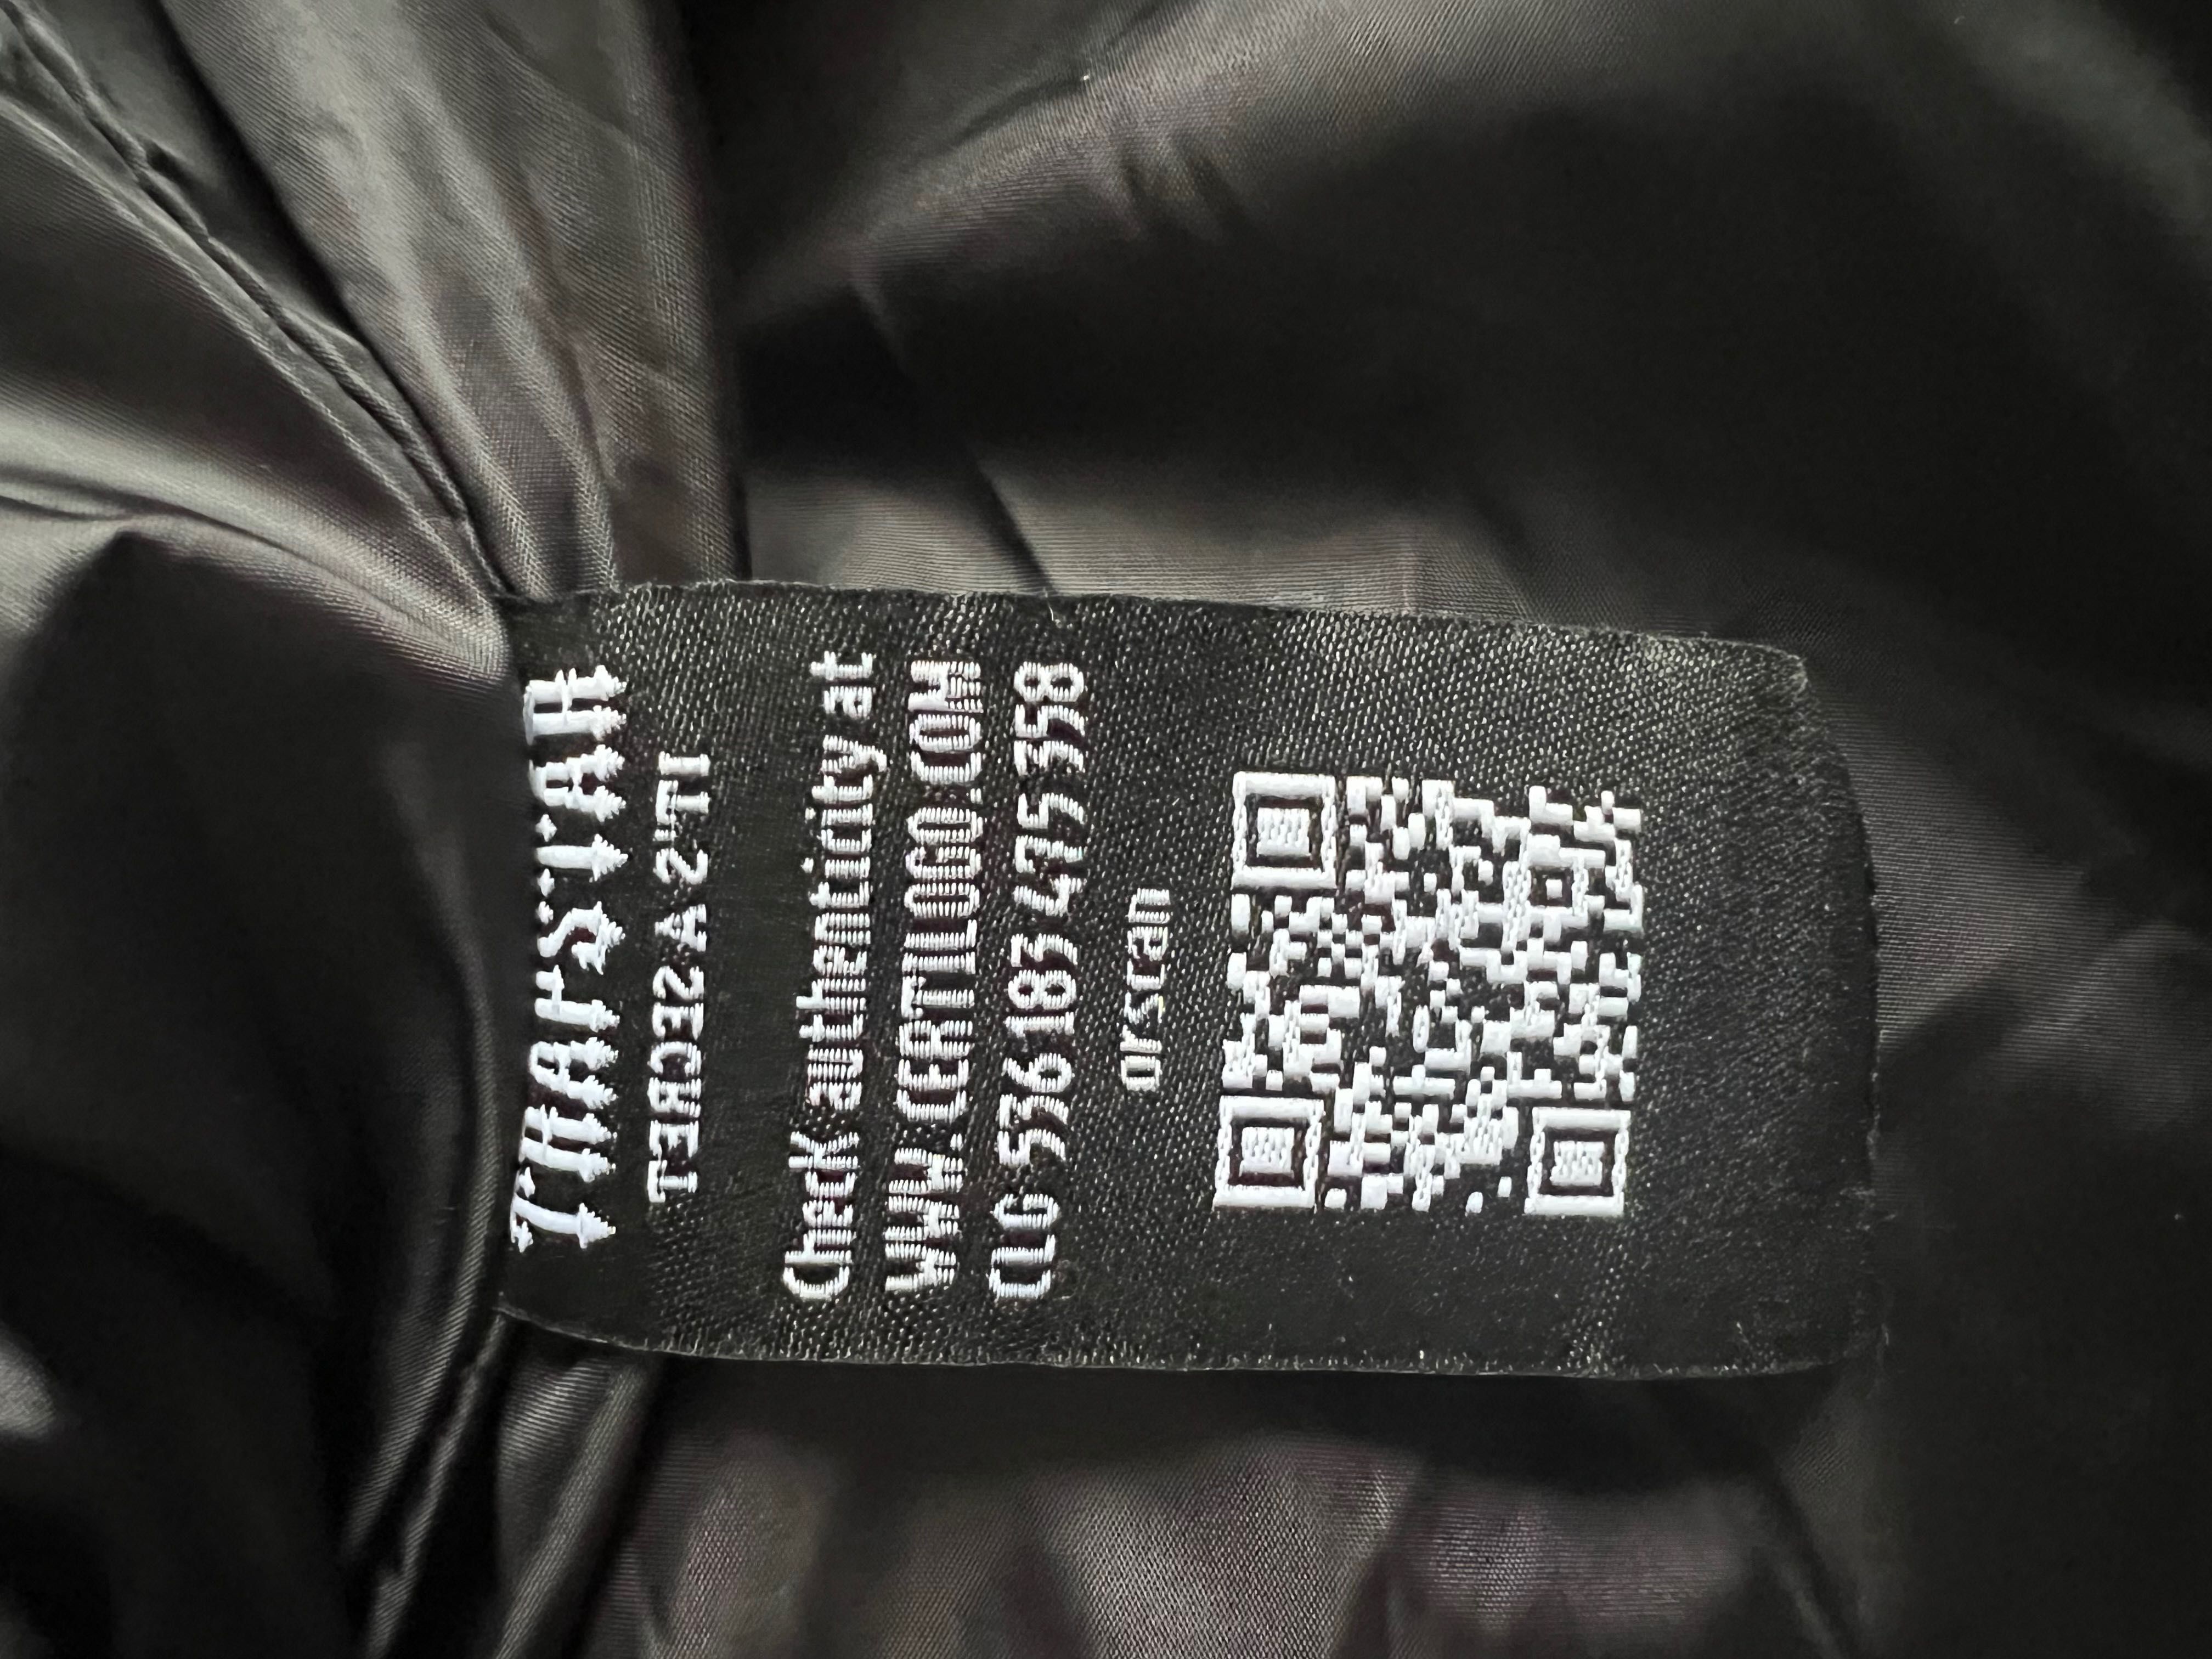 TRAPSTAR
IT'S A SECRET
Check authenticity at
WWW.CERTILOGO.COM
CLG 536 183 475 358
or scan